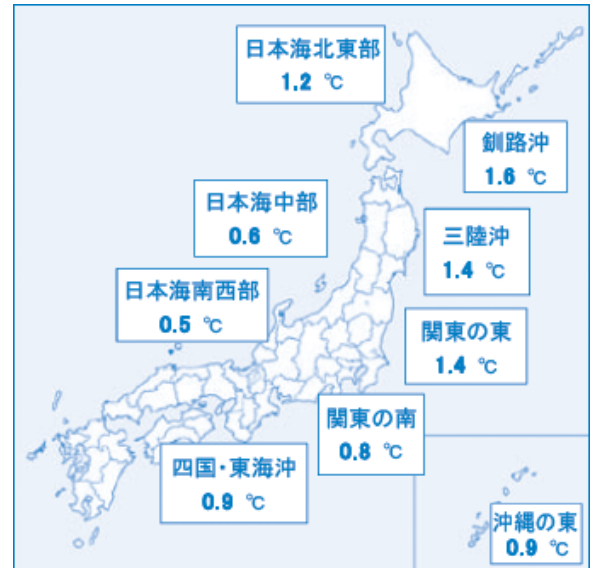 日本海北東部
1.2 ℃
釧路沖
1.6 ℃
日本海中部
0.6 ℃
三陸沖
1.4 ℃
日本海南西部
0.5 ℃
関東の東
1.4 ℃
関東の南
0.8 ℃
四国・東海沖
0.9 ℃
沖縄の東
0.9 ℃